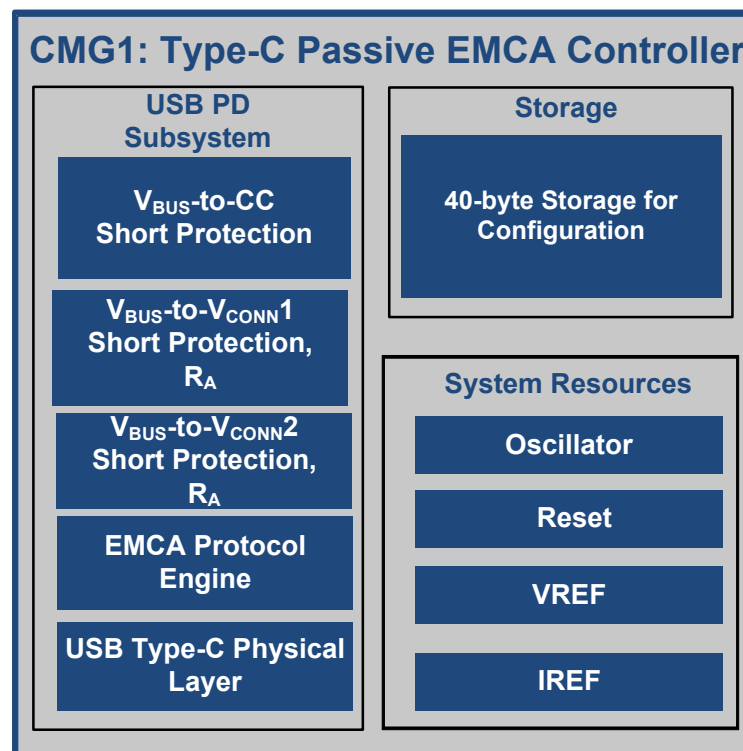 CMG1: Type-C Passive EMCA Controller
USB PD
Subsystem
VBUS-to-CC
Short Protection
VBUS-to-VCONN1
Short Protection,
RA
VBUS-to-VCONN2
Short Protection,
RA
EMCA Protocol
Engine
USB Type-C Physical
Layer
Storage
40-byte Storage for
Configuration
System Resources
Oscillator
Reset
VREF
IREF